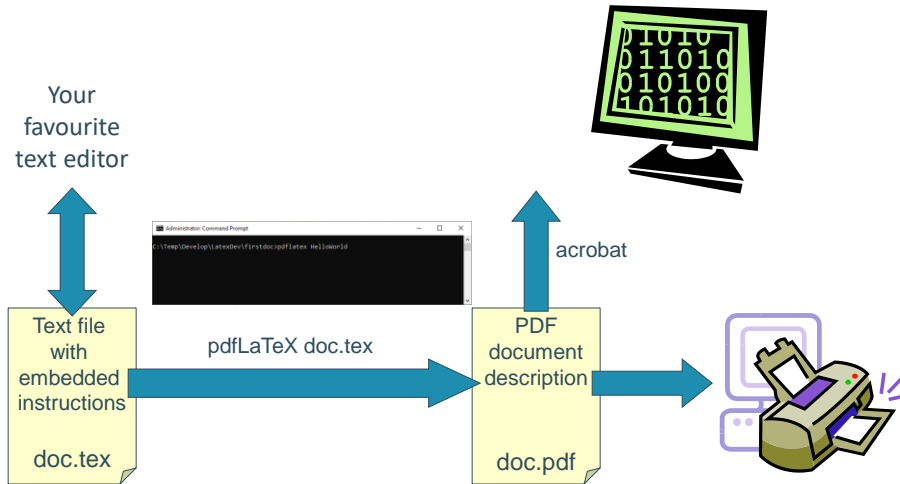 01010
011010
010100
101010
Your
favourite
text editor
Administrator: Command Prompt
C:\Temp\Develop\LatexDev\firstdoc>pdflatex HelloWorld
acrobat
Text file
with
embedded
instructions
doc.tex
pdfLaTeX doc.tex
PDF
document
description
doc.pdf